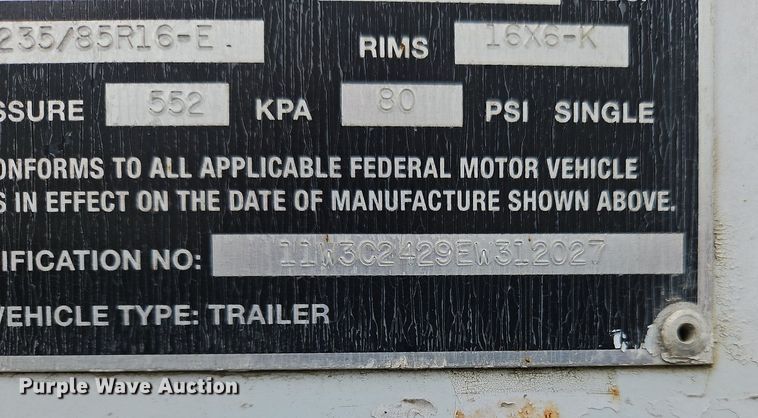 235/85R16-E RIMS 16X6-K
SSURE 552 KPA 80 PSI SINGLE
ONFORMS TO ALL APPLICABLE FEDERAL MOTOR VEHICLE
S IN EFFECT ON THE DATE OF MANUFACTURE SHOWN ABOVE.
IFICATION NO: 11W3C2429EW312027
VEHICLE TYPE: TRAILER
Purple Wave Auction